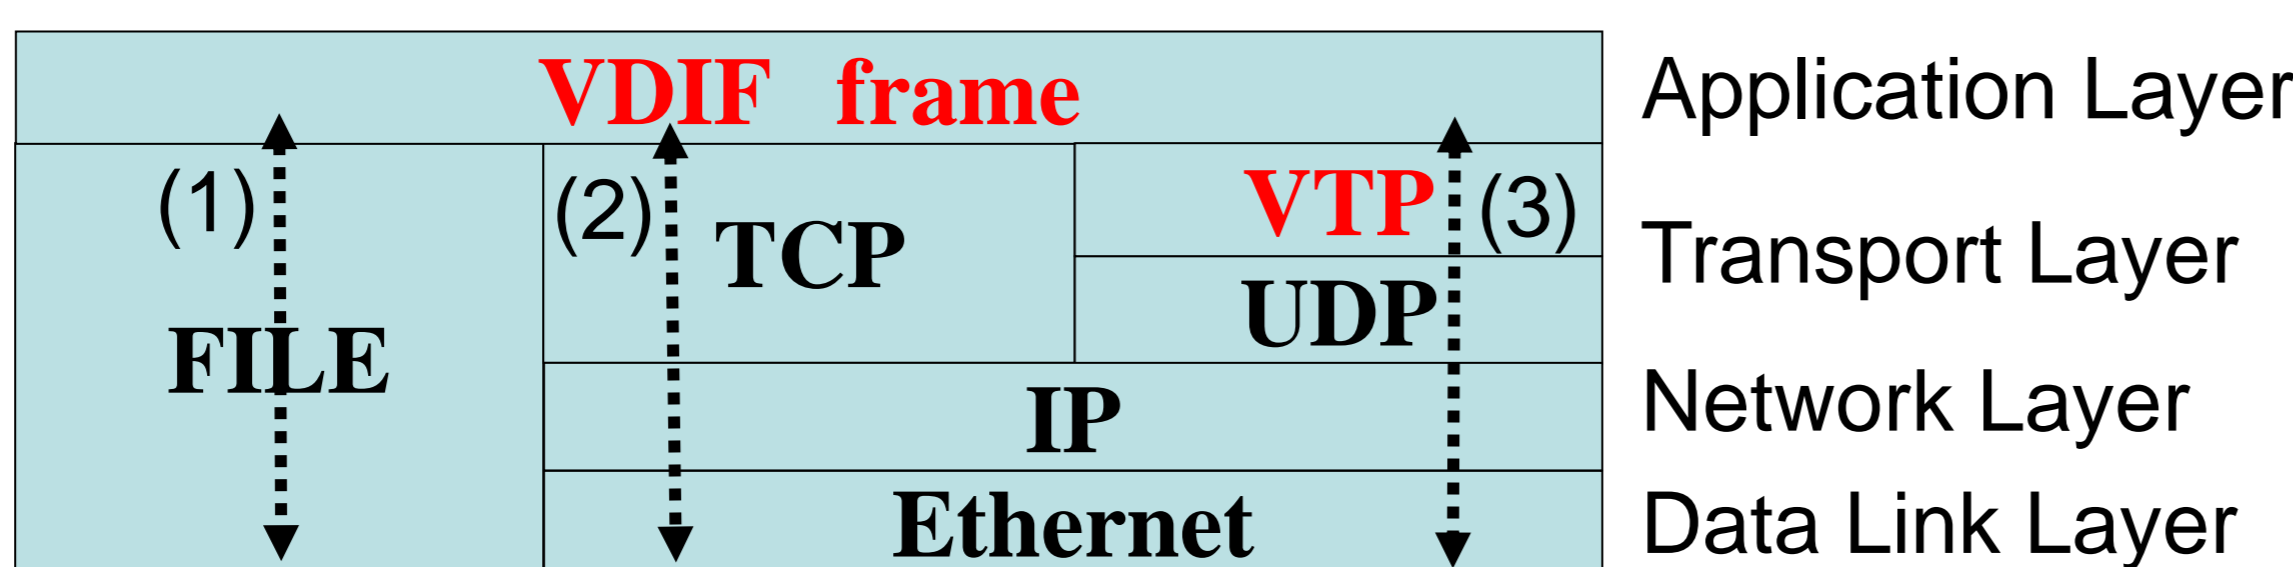 VDIF frame
Application Layer
(1)
(2)
TCP
VTP
(3)
Transport Layer
UDP
FILE
IP
Network Layer
Ethernet
Data Link Layer